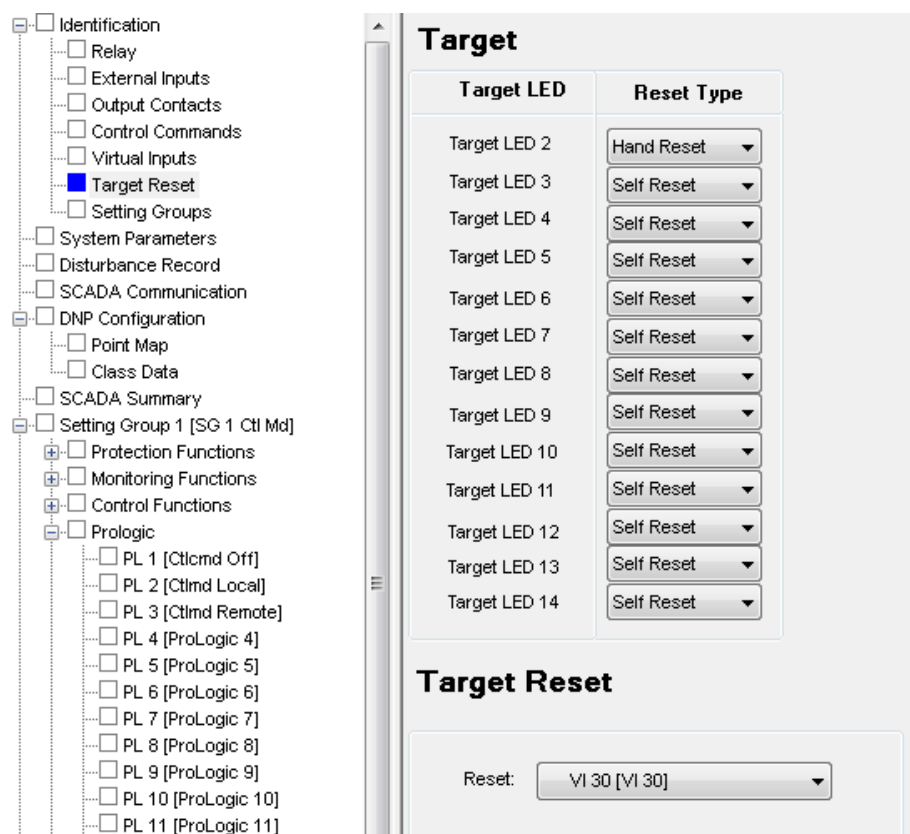 Identification
Relay
External Inputs
Output Contacts
Control Commands
Virtual Inputs
Target Reset
Setting Groups
System Parameters
Disturbance Record
SCADA Communication
DNP Configuration
Point Map
Class Data
SCADA Summary
Setting Group 1 [SG 1 Ctl Md]
Protection Functions
Monitoring Functions
Control Functions
Prologic
PL 1 [Ctlcmd Off]
PL 2 [Ctlmd Local]
PL 3 [Ctlmd Remote]
PL 4 [ProLogic 4]
PL 5 [ProLogic 5]
PL 6 [ProLogic 6]
PL 7 [ProLogic 7]
PL 8 [ProLogic 8]
PL 9 [ProLogic 9]
PL 10 [ProLogic 10]
PL 11 [ProLogic 11]
Target
Target LED Reset Type
Target LED 2 Hand Reset
Target LED 3 Self Reset
Target LED 4 Self Reset
Target LED 5 Self Reset
Target LED 6 Self Reset
Target LED 7 Self Reset
Target LED 8 Self Reset
Target LED 9 Self Reset
Target LED 10 Self Reset
Target LED 11 Self Reset
Target LED 12 Self Reset
Target LED 13 Self Reset
Target LED 14 Self Reset
Target Reset
Reset: VI 30 [VI 30]